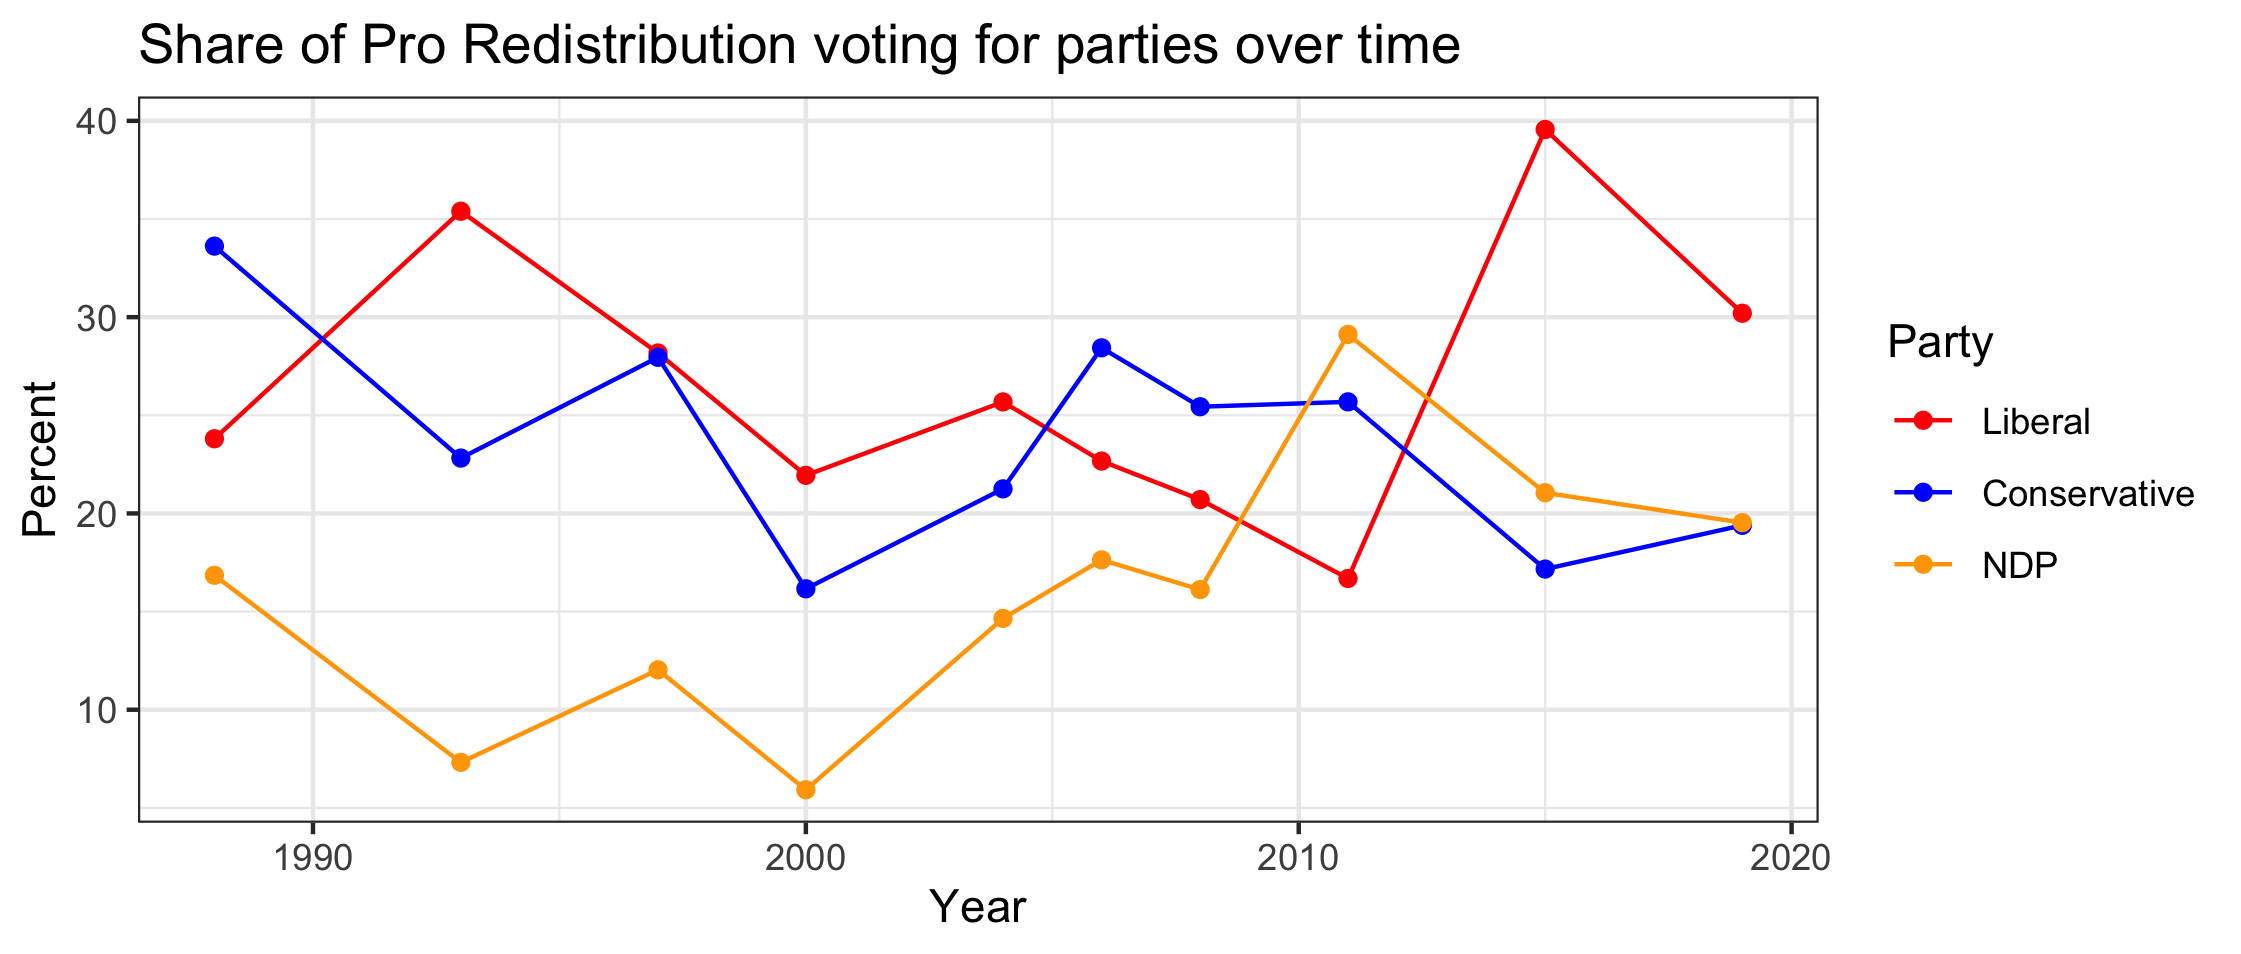 Share of Pro Redistribution voting for parties over time
40
30
20
10
Percent
1990
2000
2010
2020
Year
Party
Liberal
Conservative
NDP